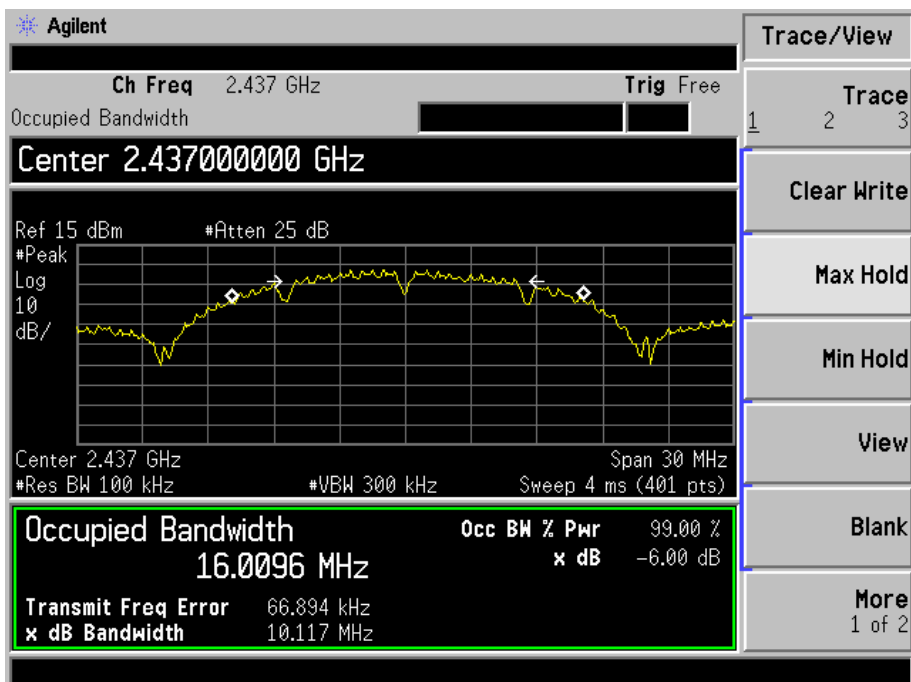 Agilent
Trace/View
Ch Freq 2.437 GHz Trig Free
Occupied Bandwidth
Trace
1 2 3
Center 2.437000000 GHz
Clear Write
Ref 15 dBm #Atten 25 dB
#Peak
Log
10
dB/
Max Hold
Min Hold
Center 2.437 GHz Span 30 MHz
#Res BW 100 kHz #VBW 300 kHz Sweep 4 ms (401 pts)
View
Occupied Bandwidth Occ BW % Pwr 99.00 %
16.0096 MHz x dB -6.00 dB
Blank
Transmit Freq Error 66.894 kHz
x dB Bandwidth 10.117 MHz
More
1 of 2